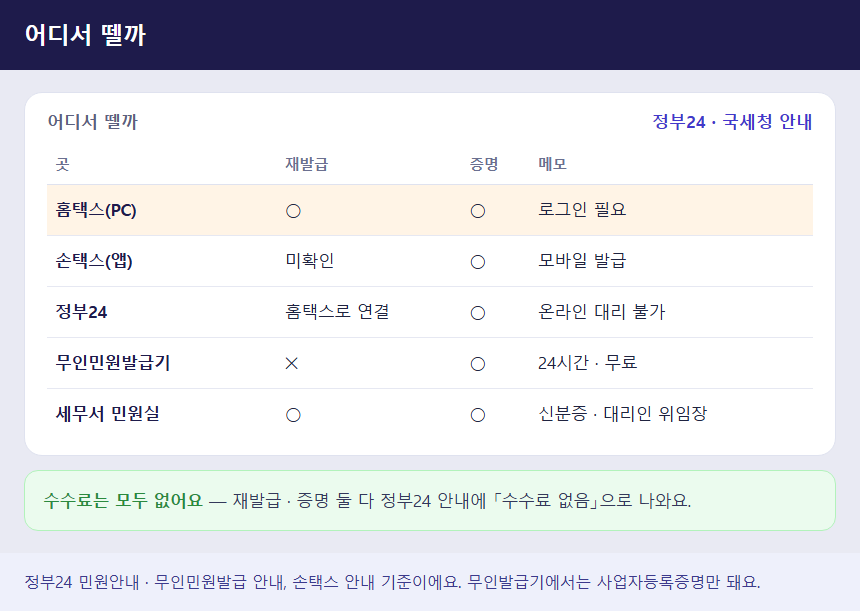 어디서 뗄까
어디서 뗄까 정부24 · 국세청 안내
곳 재발급 증명 메모
홈택스(PC) ○ ○ 로그인 필요
손택스(앱) 미확인 ○ 모바일 발급
정부24 홈택스로 연결 ○ 온라인 대리 불가
무인민원발급기 × ○ 24시간 · 무료
세무서 민원실 ○ ○ 신분증 · 대리인 위임장
수수료는 모두 없어요 — 재발급 · 증명 둘 다 정부24 안내에 「수수료 없음」으로 나와요.
정부24 민원안내 · 무인민원발급 안내, 손택스 안내 기준이에요. 무인발급기에서는 사업자등록증명만 돼요.